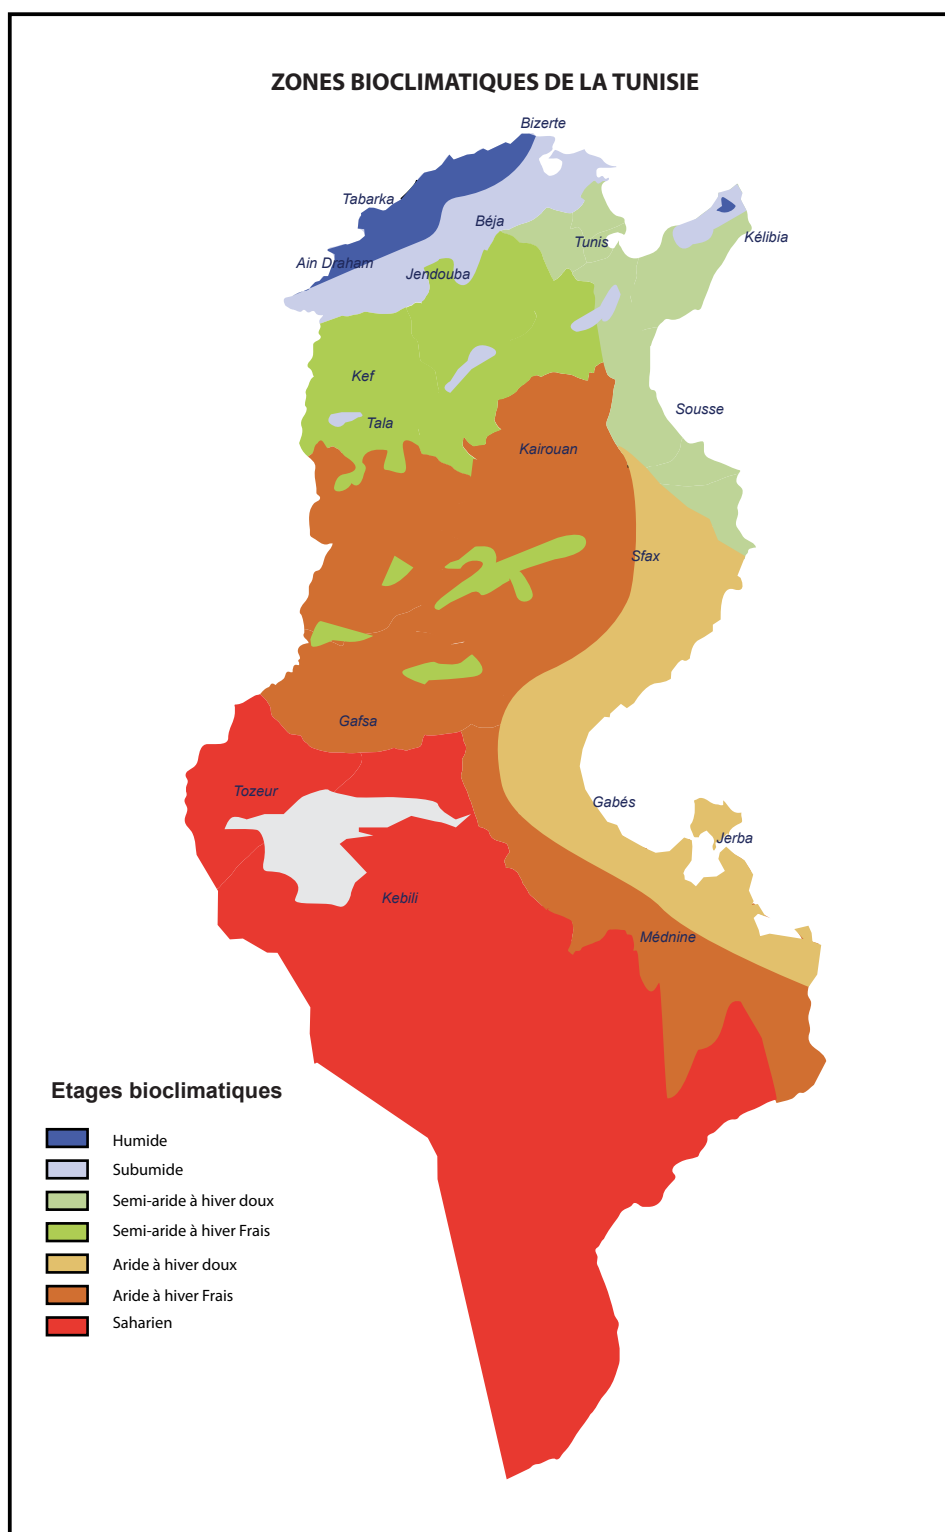 ZONES BIOCLIMATIQUES DE LA TUNISIE
Bizerte
Tabarka
Béja
Kélibia
Tunis
Ain Draham
Jendouba
Kef
Sousse
Tala
Kairouan
Sfax
Gafsa
Tozeur
Gabés
Jerba
Kebili
Médnine
Etages bioclimatiques
Humide
Subumide
Semi-aride à hiver doux
Semi-aride à hiver Frais
Aride à hiver doux
Aride à hiver Frais
Saharien